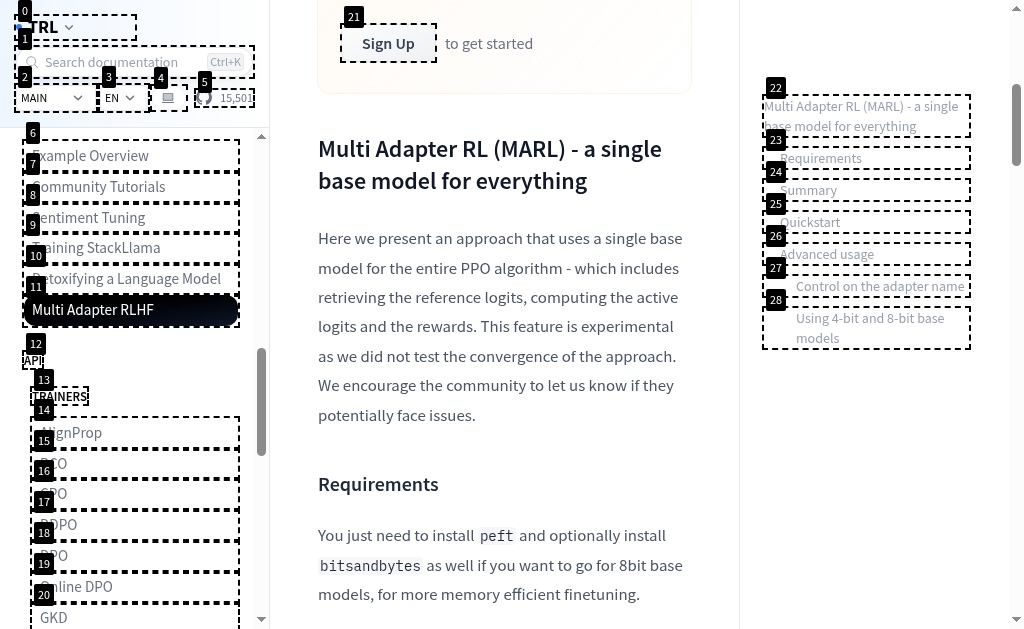 0
TRL
1
Search documentation Ctrl+K
2
3
4
5
MAIN
EN
15,501
6
Example Overview
7
Community Tutorials
8
Sentiment Tuning
9
Training StackLlama
10
Detoxifying a Language Model
11
Multi Adapter RLHF
12
API
13
TRAINERS
14
AlignProp
15
BCO
16
CPO
17
DDPO
18
DPO
19
Online DPO
20
GKD
21
Sign Up to get started
Multi Adapter RL (MARL) - a single
base model for everything
Here we present an approach that uses a single base
model for the entire PPO algorithm - which includes
retrieving the reference logits, computing the active
logits and the rewards. This feature is experimental
as we did not test the convergence of the approach.
We encourage the community to let us know if they
potentially face issues.
Requirements
You just need to install peft and optionally install
bitsandbytes as well if you want to go for 8bit base
models, for more memory efficient finetuning.
22
Multi Adapter RL (MARL) - a single
base model for everything
23
Requirements
24
Summary
25
Quickstart
26
Advanced usage
27
Control on the adapter name
28
Using 4-bit and 8-bit base
models